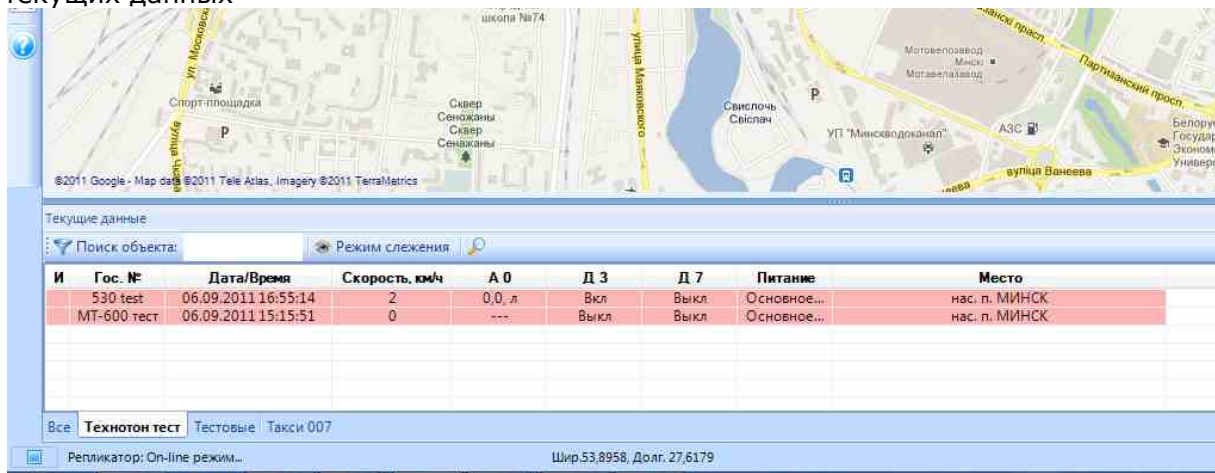 текущих данных
школа №74
ул. Московск
Спорт-площадка
P
Сквер
Сеножаны
Сквер
Сенажаны
улица Маяковского
Свислочь
Свіслач
P
Мотовелозавод
Минск
Мотавелазавод
Партизанский просп.
УП "Минскводоканал"
АЗС
вуліца Ванеева
©2011 Google - Map data ©2011 Tele Atlas, Imagery ©2011 TerraMetrics
Текущие данные
Поиск объекта: Режим слежения
И Гос. № Дата/Время Скорость, км/ч А 0 Д 3 Д 7 Питание Место
530 test 06.09.2011 16:55:14 2 0,0, л Вкл Выкл Основное... нас. п. МИНСК
МТ-600 тест 06.09.2011 15:15:51 0 --- Выкл Выкл Основное... нас. п. МИНСК
Все Технотон тест Тестовые Такси 007
Репликатор: On-line режим... Шир.53,8958, Долг. 27,6179